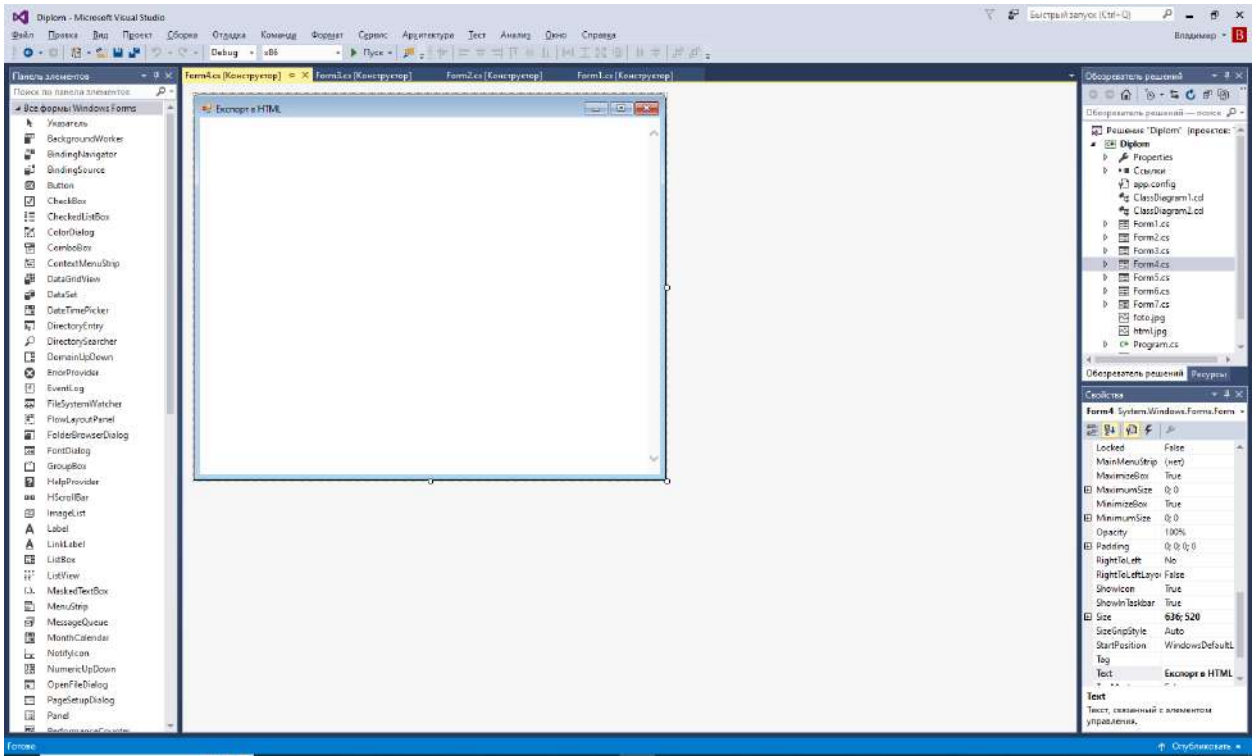 Diplom - Microsoft Visual Studio
Быстрый запуск (Ctrl+Q)
Файл Правка Вид Проект Сборка Отладка Команда Формат Сервис Архитектура Тест Анализ Окно Справка
Владимир
В
Debug x86 Пуск
Панель элементов
Поиск по панели элементов
Все формы Windows Forms
Указатель
BackgroundWorker
BindingNavigator
BindingSource
Button
CheckBox
CheckedListBox
ColorDialog
ComboBox
ContextMenuStrip
DataGridView
DataSet
DateTimePicker
DirectoryEntry
DirectorySearcher
DomainUpDown
ErrorProvider
EventLog
FileSystemWatcher
FlowLayoutPanel
FolderBrowserDialog
FontDialog
GroupBox
HelpProvider
HScrollBar
ImageList
Label
LinkLabel
ListBox
ListView
MaskedTextBox
MenuStrip
MessageQueue
MonthCalendar
NotifyIcon
NumericUpDown
OpenFileDialog
PageSetupDialog
Panel
PerformanceCounter
Form4.cs [Конструктор] Form3.cs [Конструктор] Form2.cs [Конструктор] Form1.cs [Конструктор]
Експорт в HTML
Обозреватель решений
Обозреватель решений — поиск
Решение "Diplom" (проектов:
Diplom
Properties
Ссылки
app.config
ClassDiagram1.cd
ClassDiagram2.cd
Form1.cs
Form2.cs
Form3.cs
Form4.cs
Form5.cs
Form6.cs
Form7.cs
foto.jpg
html.jpg
Program.cs
Обозреватель решений Ресурсы
Свойства
Form4 System.Windows.Forms.Form
Locked False
MainMenuStrip (нет)
MaximizeBox True
MaximumSize 0; 0
MinimizeBox True
MinimumSize 0; 0
Opacity 100%
Padding 0; 0; 0; 0
RightToLeft No
RightToLeftLayo False
ShowIcon True
ShowInTaskbar True
Size 636; 520
SizeGripStyle Auto
StartPosition WindowsDefaultL
Tag
Text Експорт в HTML
Text
Текст, связанный с элементом
управления.
Готово
Опубликовать